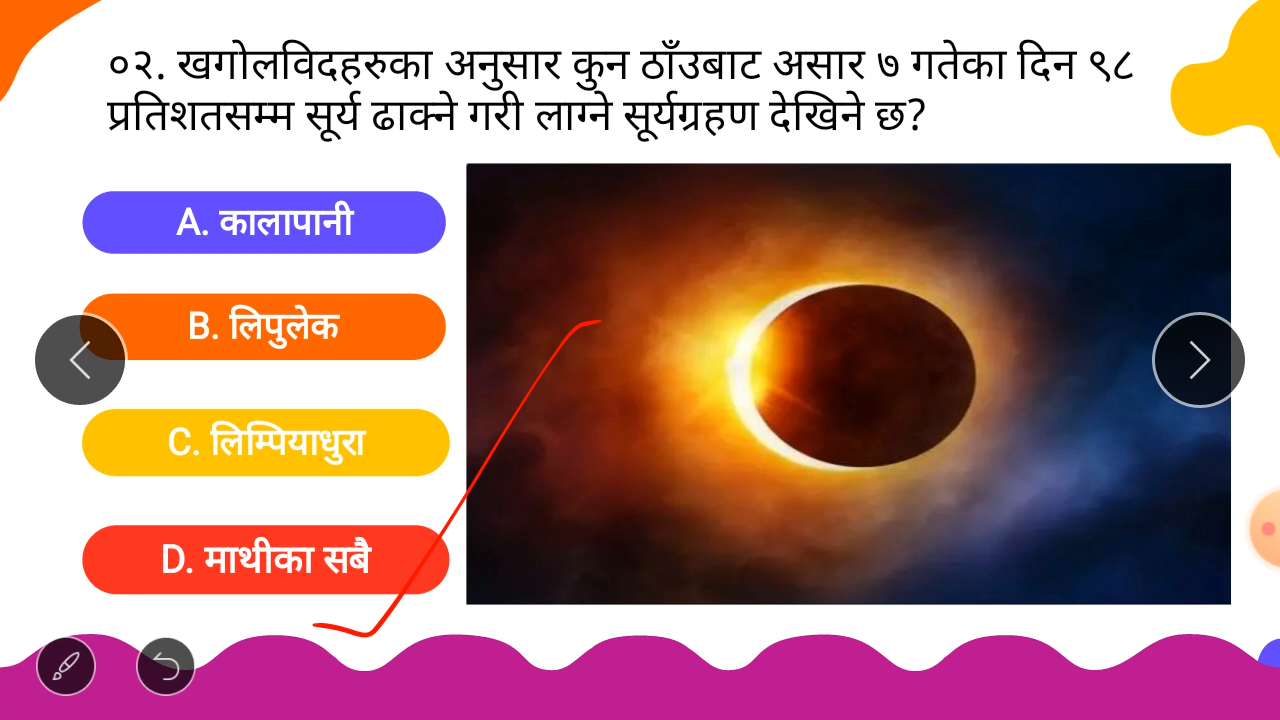 ०२. खगोलविदहरुका अनुसार कुन ठाँउबाट असार ७ गतेका दिन ९८
प्रतिशतसम्म सूर्य ढाक्ने गरी लाग्ने सूर्यग्रहण देखिने छ?
A. कालापानी
B. लिपुलेक
C. लिम्पियाधुरा
D. माथीका सबै